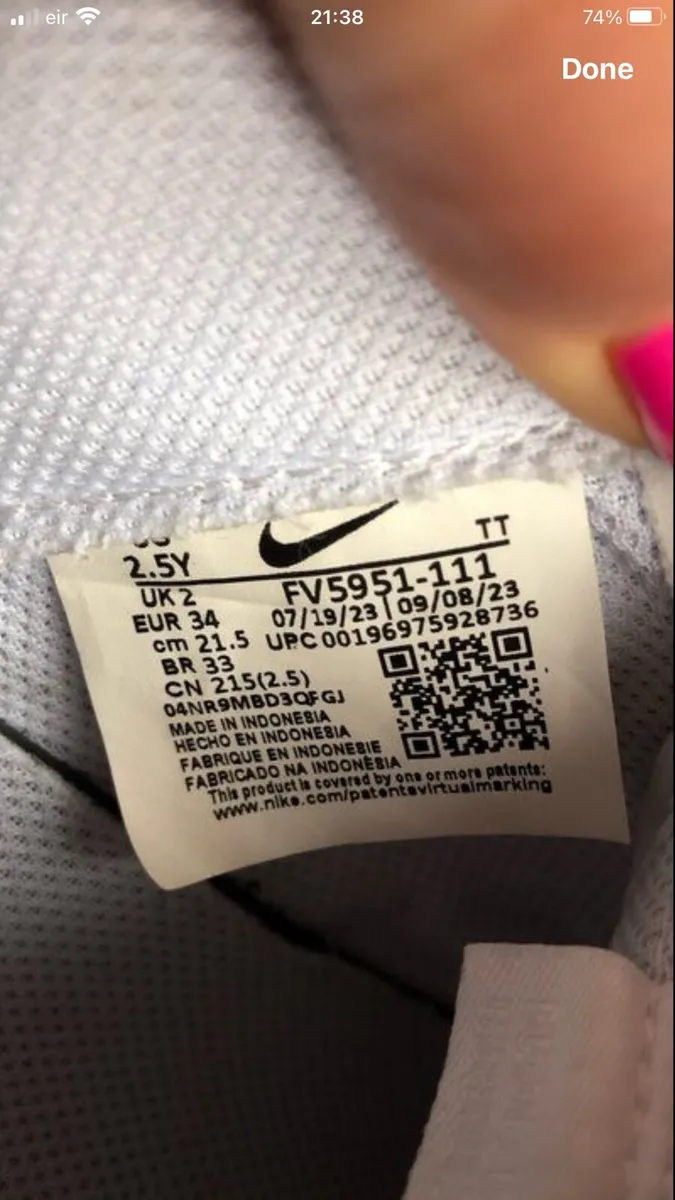 eir 21:38 74%
Done
TT
2.5Y
UK 2 FV5951-111
EUR 34 07/19/23 | 09/08/23
cm 21.5 UPC 00196975928736
BR 33
CN 215(2.5)
04NR9MBD3QFGJ
MADE IN INDONESIA
HECHO EN INDONESIA
FABRIQUE EN INDONESIE
FABRICADO NA INDONÉSIA
This product is covered by one or more patents:
www.nike.com/patentsvirtualmarking